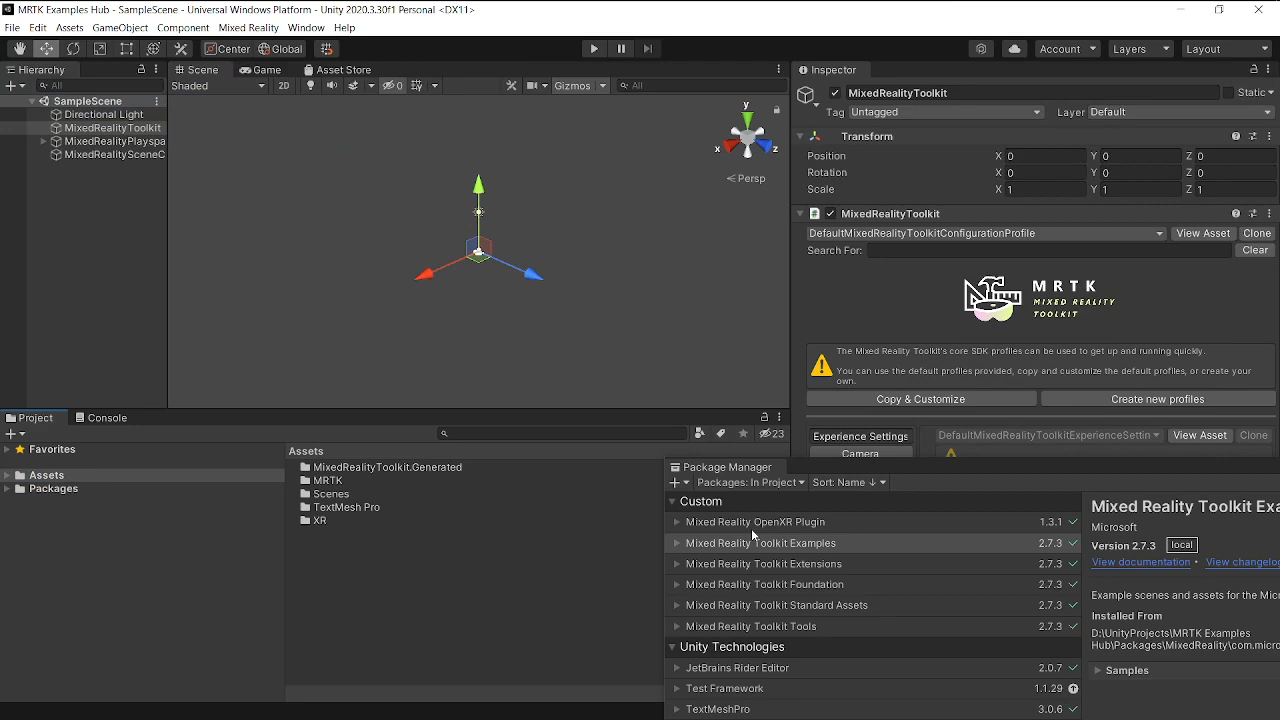 MRTK Examples Hub - SampleScene - Universal Windows Platform - Unity 2020.3.30f1 Personal <DX11>
File Edit Assets GameObject Component Mixed Reality Window Help
Center Global Account Layers Layout
Hierarchy
All
SampleScene
Directional Light
MixedRealityToolkit
MixedRealityPlayspa
MixedRealitySceneC
Scene Game Asset Store
Shaded 2D 0 Gizmos All
y
x z
Persp
Inspector
MixedRealityToolkit Static
Tag Untagged Layer Default
Transform
Position X 0 Y 0 Z 0
Rotation X 0 Y 0 Z 0
Scale X 1 Y 1 Z 1
MixedRealityToolkit
DefaultMixedRealityToolkitConfigurationProfile View Asset Clone
Search For: Clear
MRTK
MIXED REALITY
TOOLKIT
The Mixed Reality Toolkit's core SDK profiles can be used to get up and running quickly.
You can use the default profiles provided, copy and customize the default profiles, or create your
own.
Copy & Customize Create new profiles
Experience Settings DefaultMixedRealityToolkitExperienceSettin View Asset Clone
Camera
Project Console
23
Favorites
Assets
Packages
Assets
MixedRealityToolkit.Generated
MRTK
Scenes
TextMesh Pro
XR
Package Manager
Packages: In Project Sort: Name ↓
Custom
Mixed Reality OpenXR Plugin 1.3.1
Mixed Reality Toolkit Examples 2.7.3
Mixed Reality Toolkit Extensions 2.7.3
Mixed Reality Toolkit Foundation 2.7.3
Mixed Reality Toolkit Standard Assets 2.7.3
Mixed Reality Toolkit Tools 2.7.3
Unity Technologies
JetBrains Rider Editor 2.0.7
Test Framework 1.1.29
TextMeshPro 3.0.6
Mixed Reality Toolkit Exa
Microsoft
Version 2.7.3 local
View documentation • View changelo
Example scenes and assets for the Mic
Installed From
D:\UnityProjects\MRTK Examples
Hub\Packages\MixedReality\com.micro
Samples